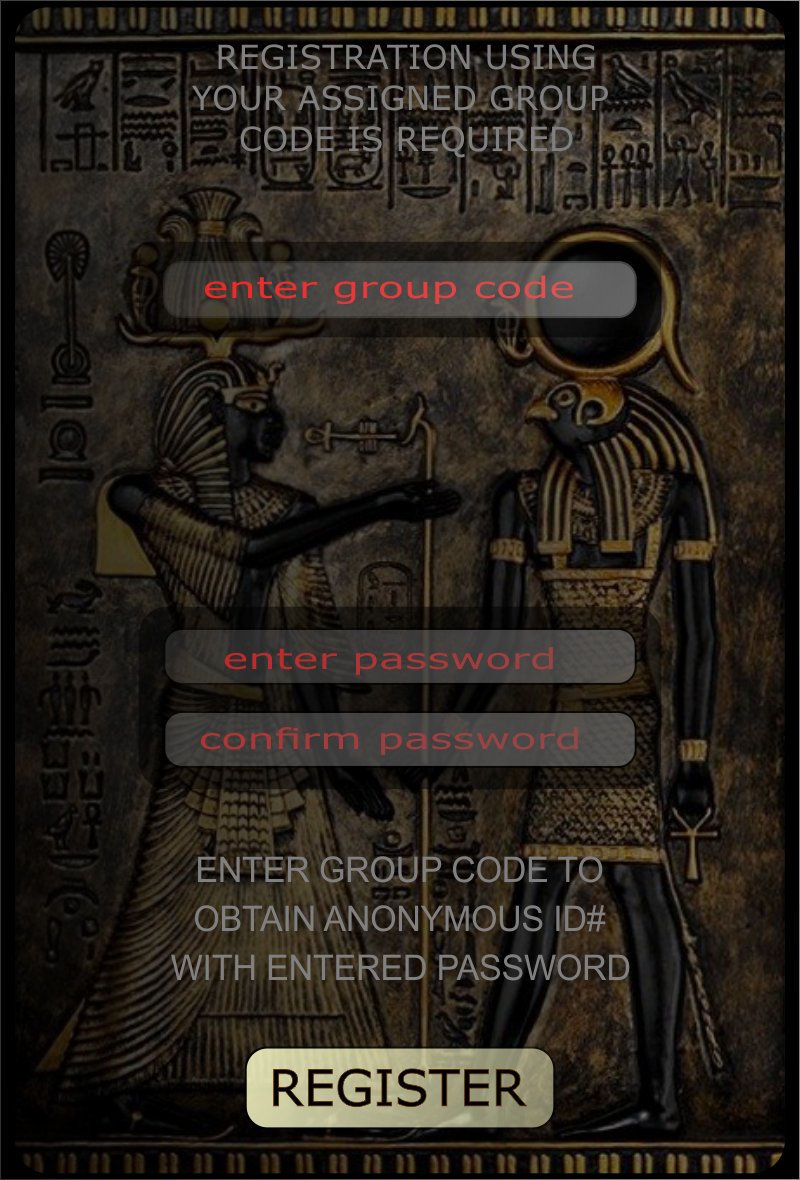 REGISTRATION USING
YOUR ASSIGNED GROUP
CODE IS REQUIRED
enter group code
enter password
confirm password
ENTER GROUP CODE TO
OBTAIN ANONYMOUS ID#
WITH ENTERED PASSWORD
REGISTER